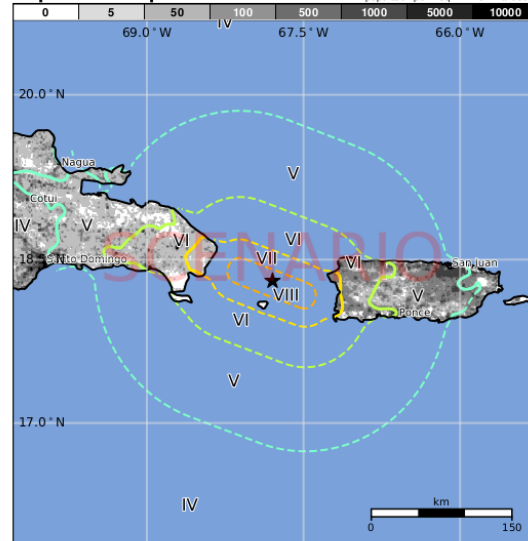 0 5 50 100 500 1000 5000 10000
IV
69.0°W 67.5°W 66.0°W
20.0°N
Nagua
V
Cotui
IV V VI VI
SCENARIO
18.5°N Santo Domingo VII VI San Juan
VIII V
VI Ponce
V
17.0°N
IV
km
0 150